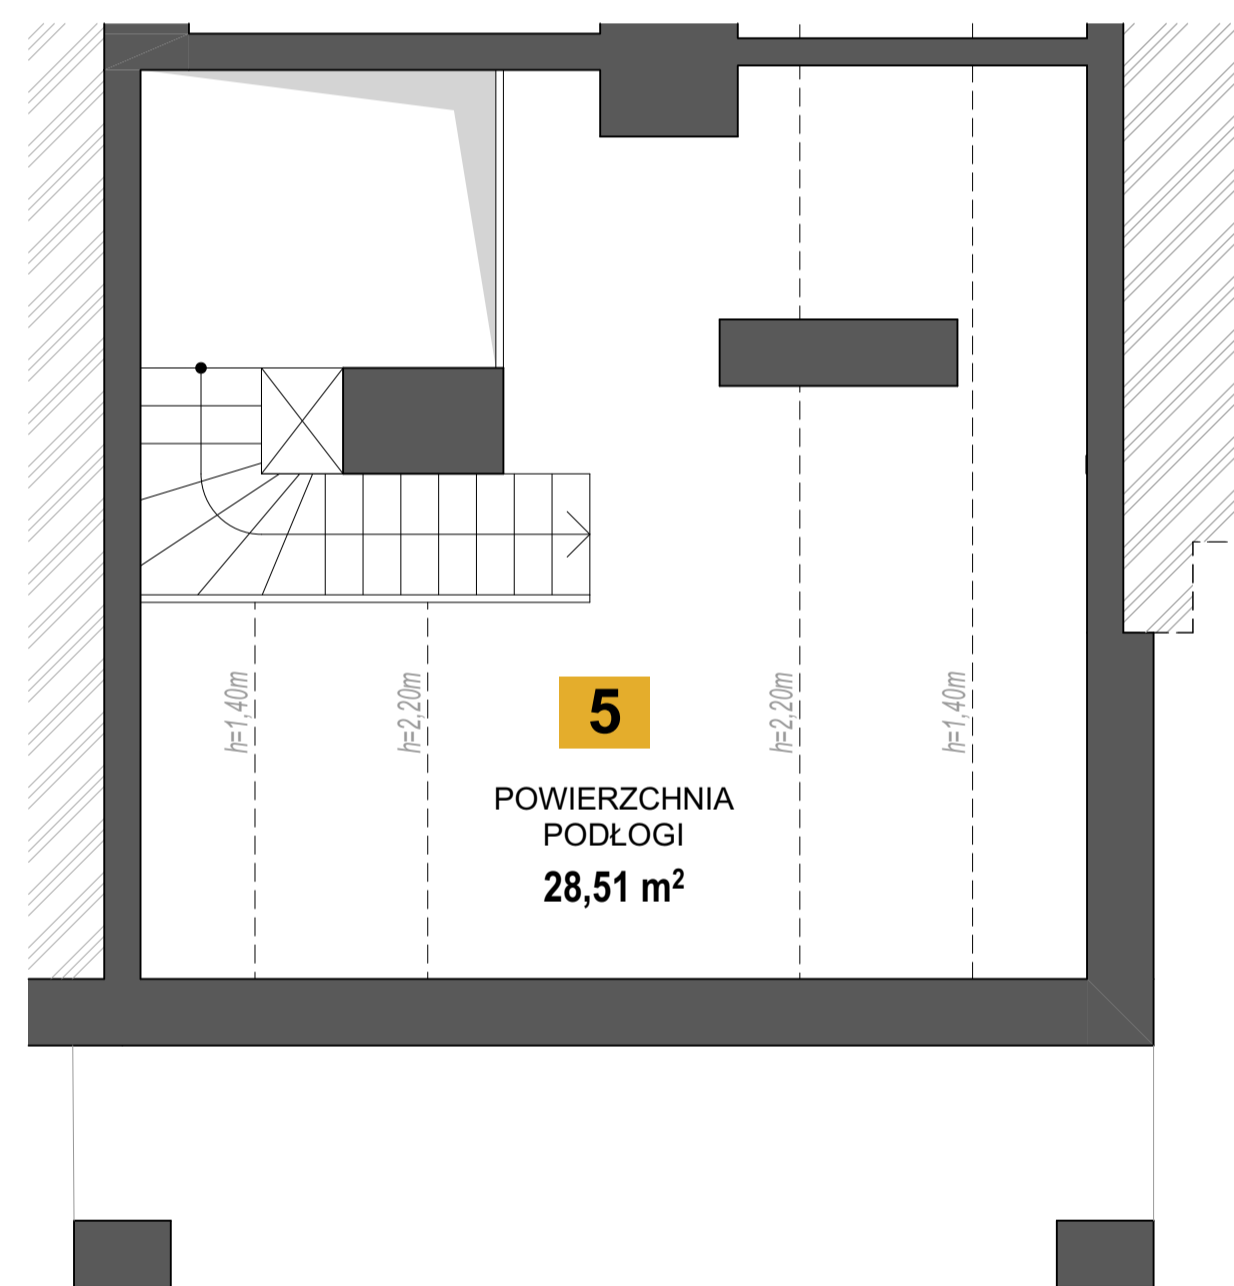 h=1,40m
h=2,20m
5
h=2,20m
h=1,40m
POWIERZCHNIA
PODŁOGI
28,51 m²